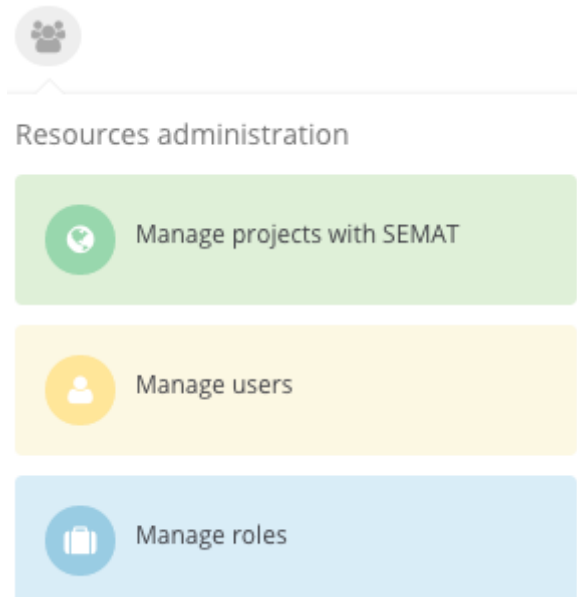 Resources administration
Manage projects with SEMAT
Manage users
Manage roles